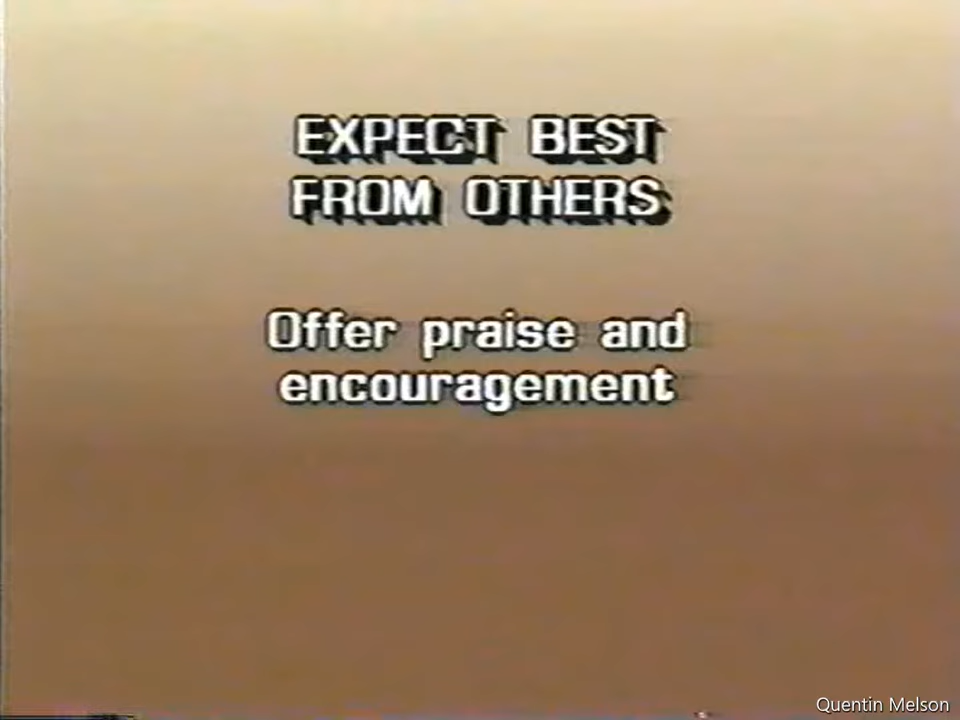 EXPECT BEST
FROM OTHERS
Offer praise and
encouragement
Quentin Melson